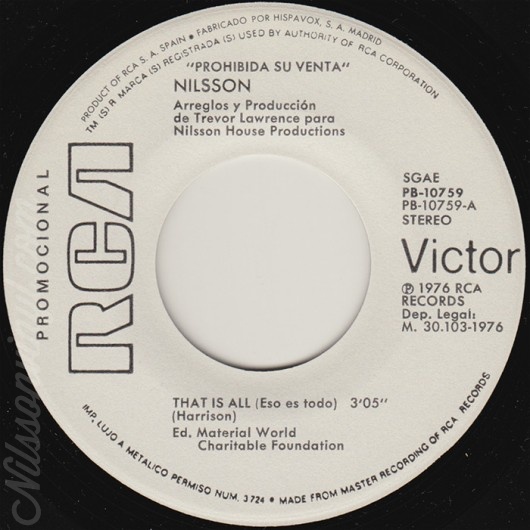 PRODUCT OF RCA S. A. SPAIN • FABRICADO POR HISPAVOX, S. A. MADRID
TM (S) ® MARCA (S) REGISTRADA (S) USED BY AUTHORITY OF RCA CORPORATION
"PROHIBIDA SU VENTA"
NILSSON
Arreglos y Producción
de Trevor Lawrence para
Nilsson House Productions
PROMOCIONAL
RCA
SGAE
PB-10759
PB-10759-A
STEREO
Victor
℗ 1976 RCA
RECORDS
Dep. Legal:
M. 30.103-1976
THAT IS ALL (Eso es todo) 3'05"
(Harrison)
Ed. Material World
Charitable Foundation
IMP. LUJO A METALICO PERMISO NUM. 3724 • MADE FROM MASTER RECORDING OF RCA RECORDS
Nilssonvinyl.com